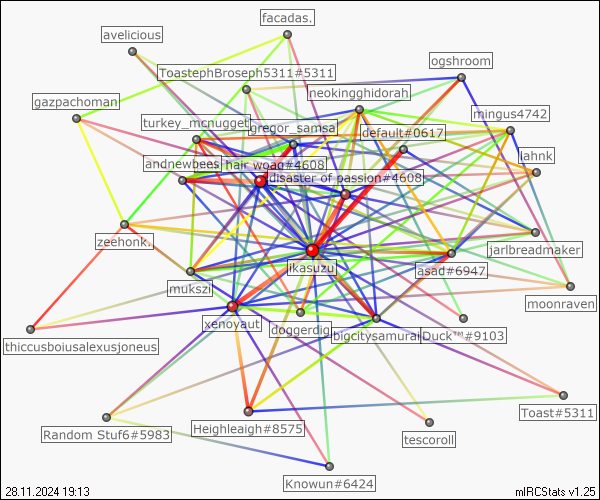 facadas.
avelicious
ogshroom
ToastephBroseph5311#5311
neokingghidorah
gazpachoman
mingus4742
turkey_mcnugget
gregor_samsa
default#0617
lahnk
andnewbees
hair_woag#4608
disaster of passion#4608
zeehonk.
jarlbreadmaker
ikasuzu
asad#6947
mukszi
moonraven
xenoyaut
doggerdig
bigcitysamurai
Duck™#9103
thiccusboiusalexusjoneus
Toast#5311
Random Stuf6#5983
Heighleaigh#8575
tescoroll
Knowun#6424
28.11.2024 19:13
mIRCStats v1.25